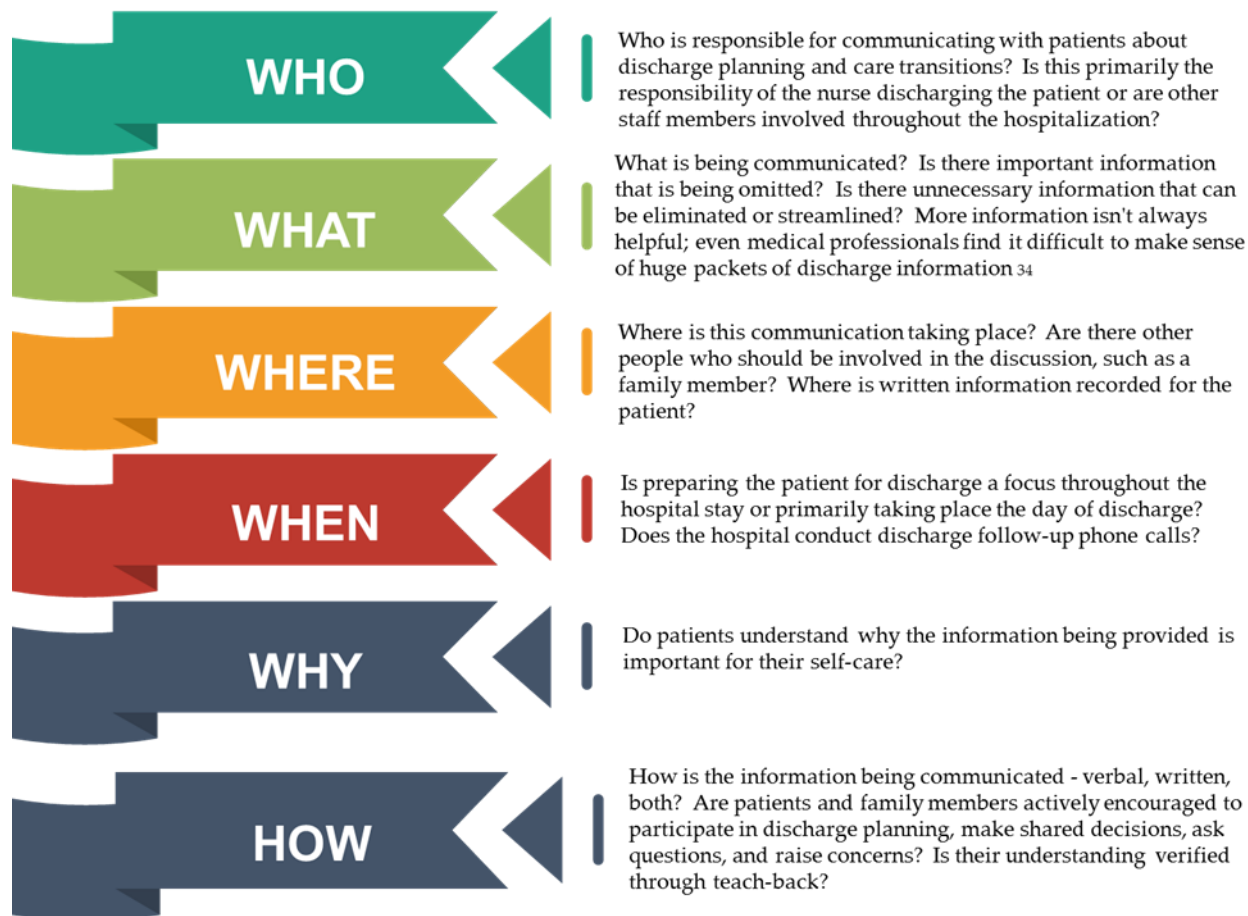 WHO
Who is responsible for communicating with patients about
discharge planning and care transitions? Is this primarily the
responsibility of the nurse discharging the patient or are other
staff members involved throughout the hospitalization?
WHAT
What is being communicated? Is there important information
that is being omitted? Is there unnecessary information that can
be eliminated or streamlined? More information isn't always
helpful; even medical professionals find it difficult to make sense
of huge packets of discharge information 34
WHERE
Where is this communication taking place? Are there other
people who should be involved in the discussion, such as a
family member? Where is written information recorded for the
patient?
WHEN
Is preparing the patient for discharge a focus throughout the
hospital stay or primarily taking place the day of discharge?
Does the hospital conduct discharge follow-up phone calls?
WHY
Do patients understand why the information being provided is
important for their self-care?
HOW
How is the information being communicated - verbal, written,
both? Are patients and family members actively encouraged to
participate in discharge planning, make shared decisions, ask
questions, and raise concerns? Is their understanding verified
through teach-back?